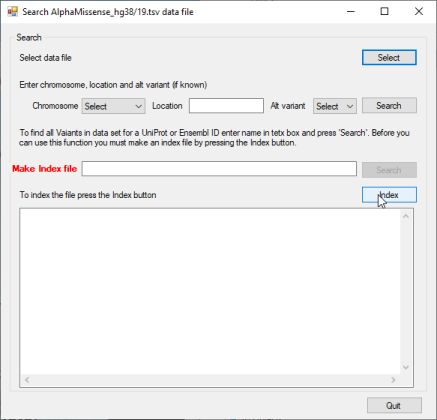 Search AlphaMissense_hg38/19.tsv data file
Search
Select data file
Select
Enter chromosome, location and alt variant (if known)
Chromosome Select Location Alt variant Select Search
To find all Vaiants in data set for a UniProt or Ensembl ID enter name in tetx box and press 'Search'. Before you
can use this function you must make an index file by pressing the Index button.
Make Index file Search
To index the file press the Index button
Index
Quit